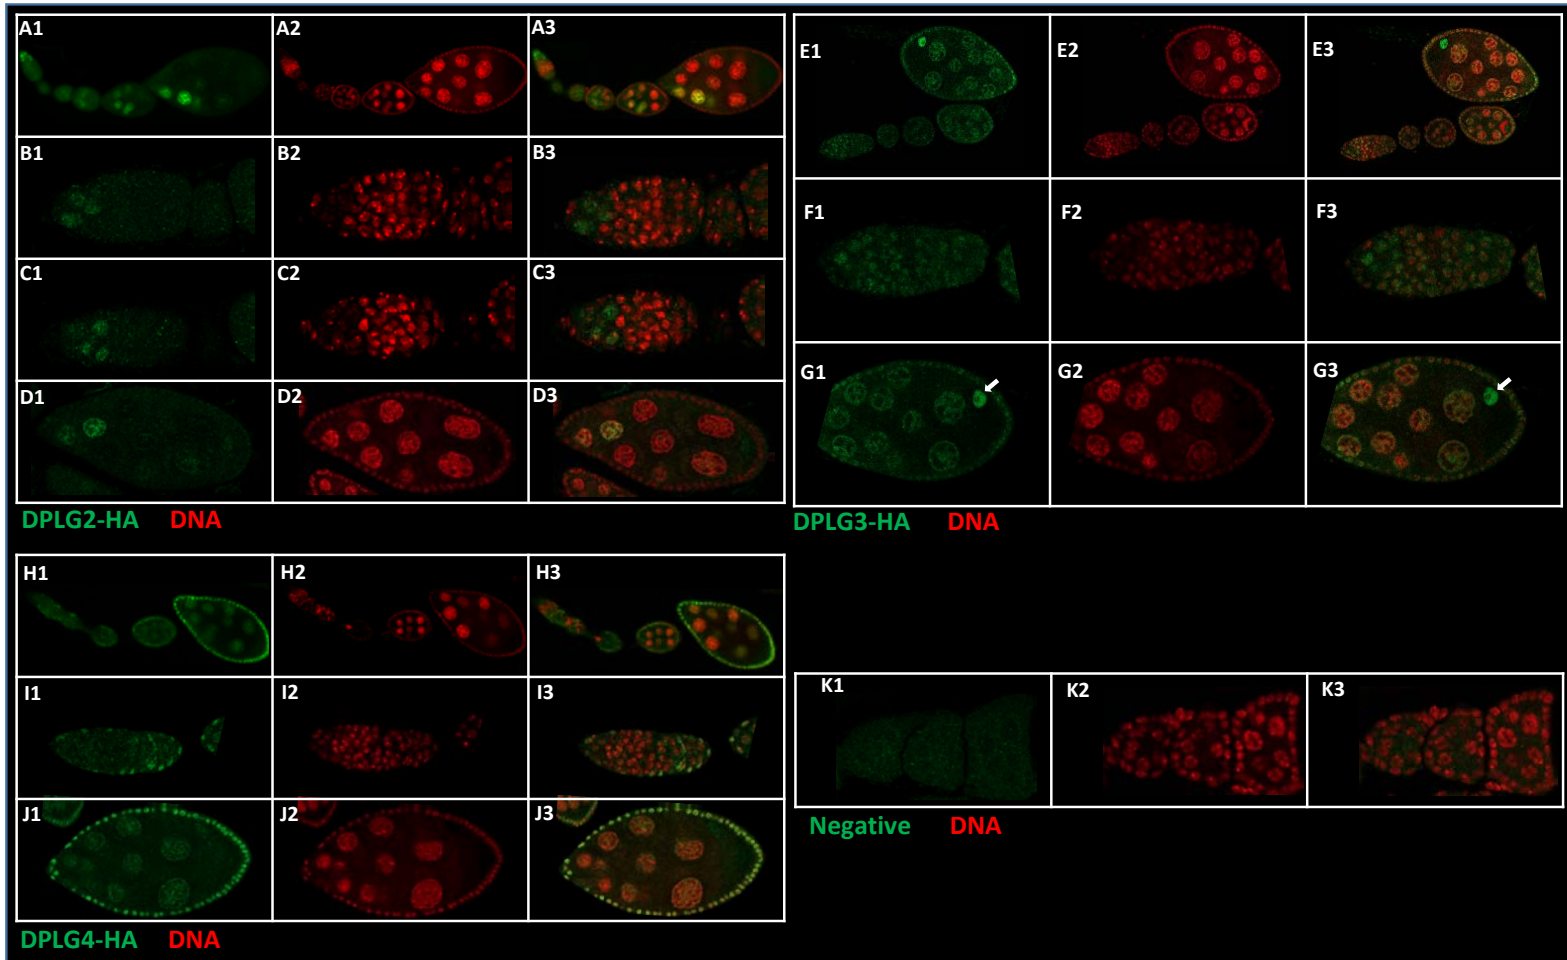 A1 A2 A3
B1 B2 B3
C1 C2 C3
D1 D2 D3
DPLG2-HA DNA
E1 E2 E3
F1 F2 F3
G1 G2 G3
DPLG3-HA DNA
H1 H2 H3
I1 I2 I3
J1 J2 J3
DPLG4-HA DNA
K1 K2 K3
Negative DNA